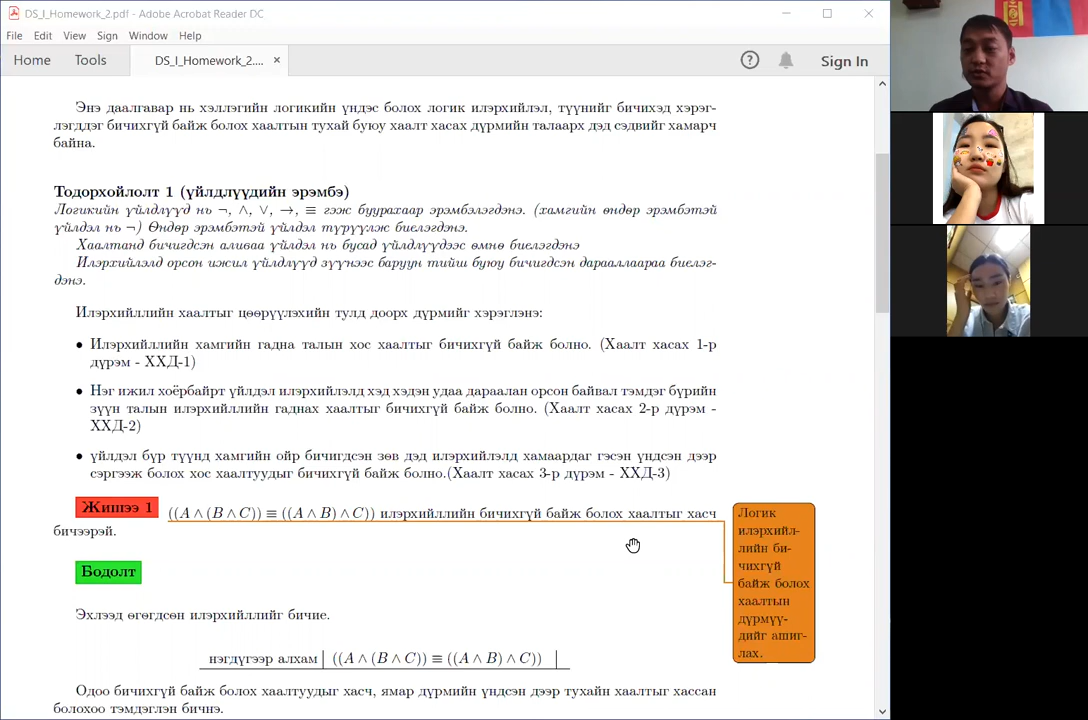 DS_I_Homework_2.pdf - Adobe Acrobat Reader DC
File Edit View Sign Window Help
Home Tools DS_I_Homework_2.... × Sign In
Энэ даалгавар нь хэллэгийн логикийн үндэс болох логик илэрхийлэл, түүнийг бичихэд хэрэг-
лэгддэг бичихгүй байж болох хаалтын тухай буюу хаалт хасах дүрмийн талаарх дэд сэдвийг хамарч
байна.
Тодорхойлолт 1 (үйлдлүүдийн эрэмбэ)
Логикийн үйлдлүүд нь ¬, ∧, ∨, →, ≡ гээж буурахаар эрэмбэлэгдэнэ. (хамгийн өндөр эрэмбэтэй
үйлдэл нь ¬) Өндөр эрэмбэтэй үйлдэл түрүүлэж биелэгдэнэ.
Хаалтанд бичигдсэн аливаа үйлдэл нь бусад үйлдлүүдээс өмнө биелэгдэнэ
Илэрхийлэлд орсон ижил үйлдлүүд зүүнээс баруун тийш буюу бичигдсэн дарааллаараа биелэг-
дэнэ.
Илэрхийллийн хаалтыг цөөрүүлэхийн тулд доорх дүрмийг хэрэглэнэ:
• Илэрхийллийн хамгийн гадна талын хос хаалтыг бичихгүй байж болно. (Хаалт хасах 1-р
дүрэм - ХХД-1)
• Нэг ижил хоёрбайрт үйлдэл илэрхийлэлд хэд хэдэн удаа дараалан орсон байвал тэмдэг бүрийн
зүүн талын илэрхийллийн гаднах хаалтыг бичихгүй байж болно. (Хаалт хасах 2-р дүрэм -
ХХД-2)
• үйлдэл бүр түүнд хамгийн ойр бичигдсэн зөв дэд илэрхийлэлд хамаардаг гэсэн үндсэн дээр
сэргээж болох хос хаалтуудыг бичихгүй байж болно.(Хаалт хасах 3-р дүрэм - ХХД-3)
Жишээ 1 ((A ∧ (B ∧ C)) ≡ ((A ∧ B) ∧ C)) илэрхийллийн бичихгүй байж болох хаалтыг хасч
бичээрэй.
Логик
илэрхийл-
лийн би-
чихгүй
байж болох
хаалтын
дүрмүү-
дийг ашиг-
лах.
Бодолт
Эхлээд өгөгдсөн илэрхийллийг бичие.
нэгдүгээр алхам | ((A ∧ (B ∧ C)) ≡ ((A ∧ B) ∧ C)) |
Одоо бичихгүй байж болох хаалтуудыг хасч, ямар дүрмийн үндсэн дээр тухайн хаалтыг хассан
болохоо тэмдэглэн бичнэ.